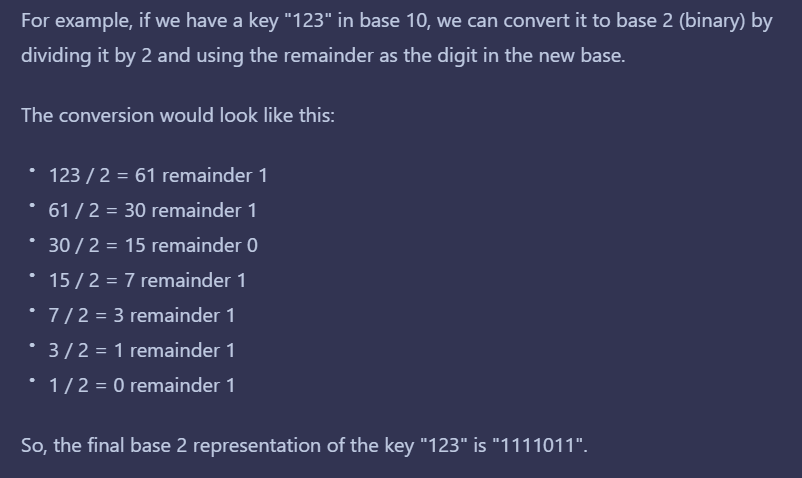 For example, if we have a key "123" in base 10, we can convert it to base 2 (binary) by
dividing it by 2 and using the remainder as the digit in the new base.
The conversion would look like this:
• 123 / 2 = 61 remainder 1
• 61 / 2 = 30 remainder 1
• 30 / 2 = 15 remainder 0
• 15 / 2 = 7 remainder 1
• 7 / 2 = 3 remainder 1
• 3 / 2 = 1 remainder 1
• 1 / 2 = 0 remainder 1
So, the final base 2 representation of the key "123" is "1111011".